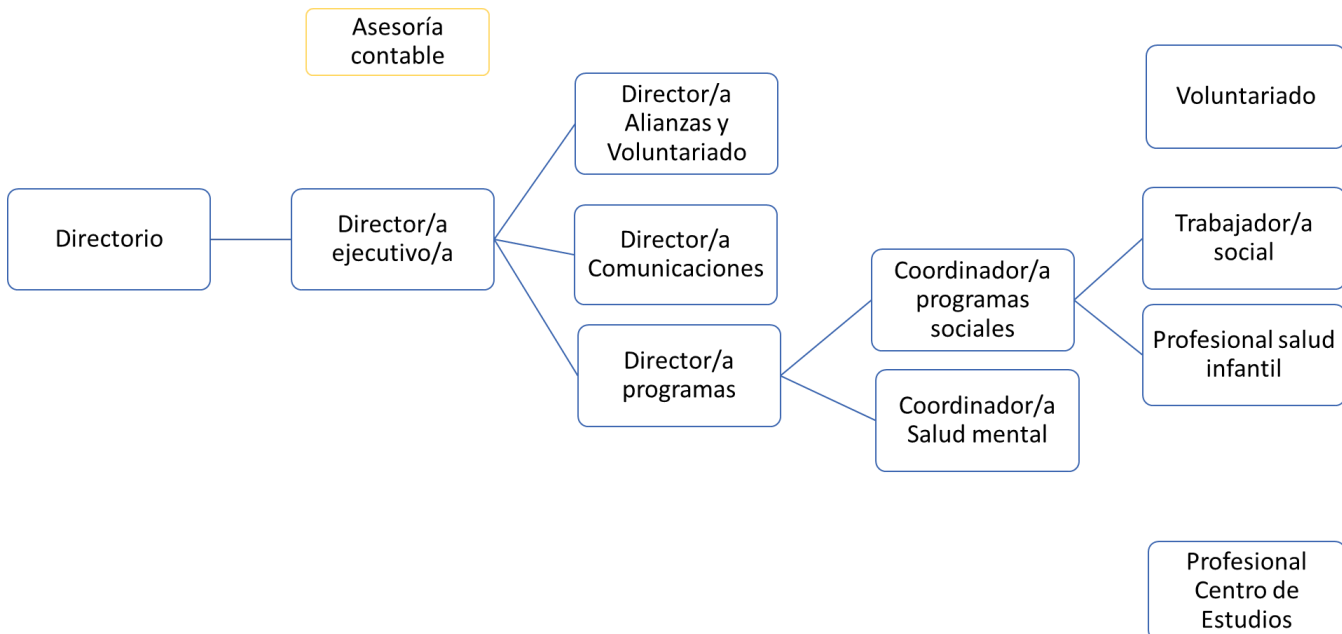 Asesoría
contable
Director/a
Alianzas y
Voluntariado
Voluntariado
Directorio
Director/a
ejecutivo/a
Director/a
Comunicaciones
Trabajador/a
social
Coordinador/a
programas
sociales
Director/a
programas
Profesional salud
infantil
Coordinador/a
Salud mental
Profesional
Centro de
Estudios